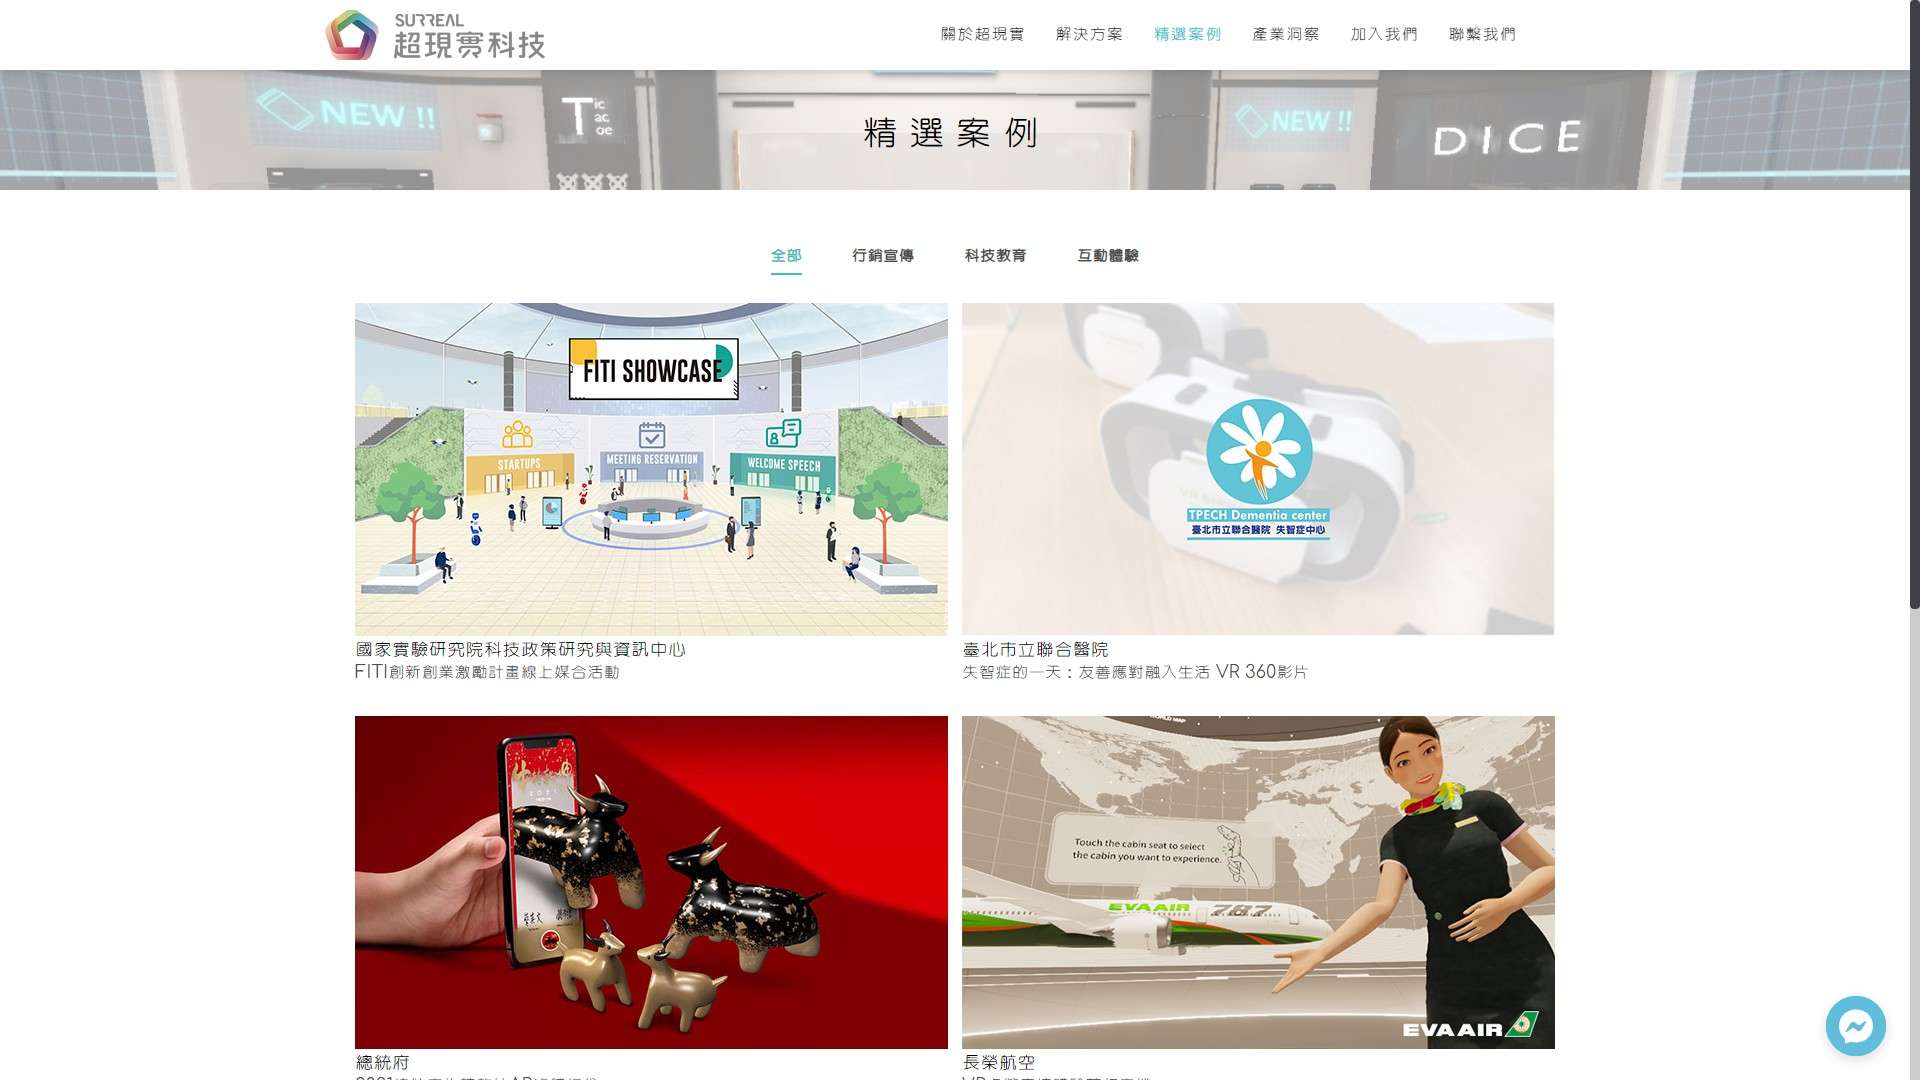 SURREAL
超現實科技
關於超現實
解決方案
精選案例
產業洞察
加入我們
聯繫我們
NEW !!
Tic
Tac
Toe
精選案例
NEW !!
DICE
全部
行銷宣傳
科技教育
互動體驗
FITI SHOWCASE
STARTUPS
MEETING RESERVATION
WELCOME SPEECH
TPECH Dementia center
臺北市立聯合醫院 失智症中心
國家實驗研究院科技政策研究與資訊中心
FITI創新創業激勵計畫線上媒合活動
臺北市立聯合醫院
失智症的一天：友善應對融入生活 VR 360影片
2021
WORLD MAP
Touch the cabin seat to select
the cabin you want to experience.
EVA AIR 787
EVA AIR
總統府
長榮航空